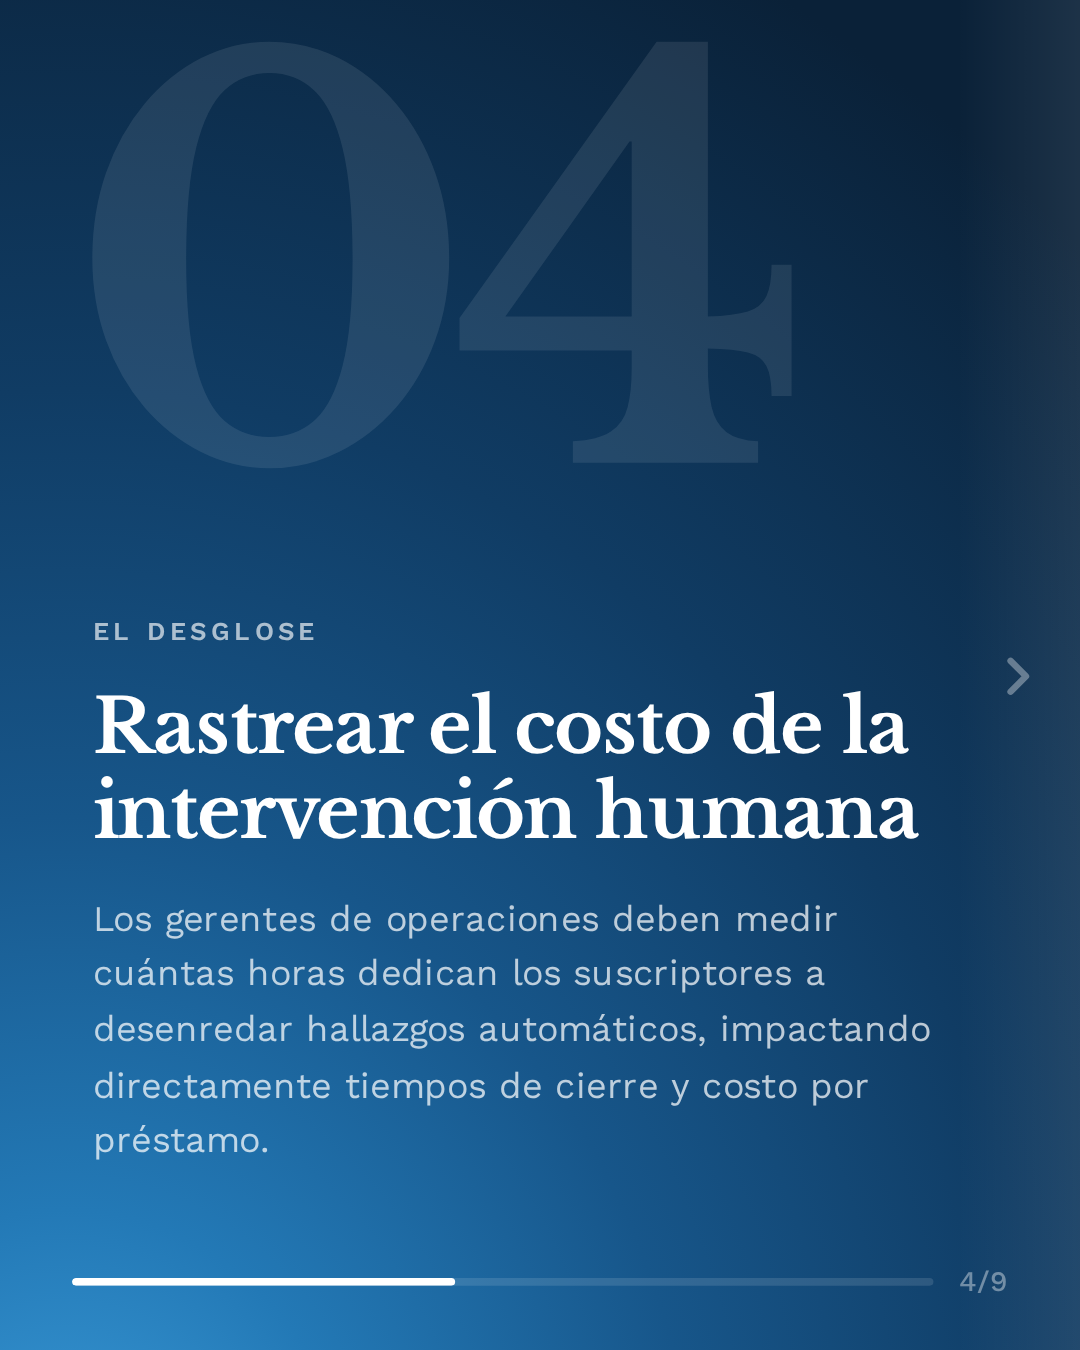 04
EL DESGLOSE
Rastrear el costo de la
intervención humana
Los gerentes de operaciones deben medir
cuántas horas dedican los suscriptores a
desenredar hallazgos automáticos, impactando
directamente tiempos de cierre y costo por
préstamo.
4/9